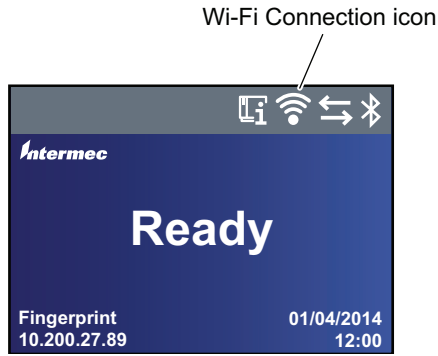 Wi-Fi Connection icon
Intermec
Ready
Fingerprint
01/04/2014
10.200.27.89
12:00